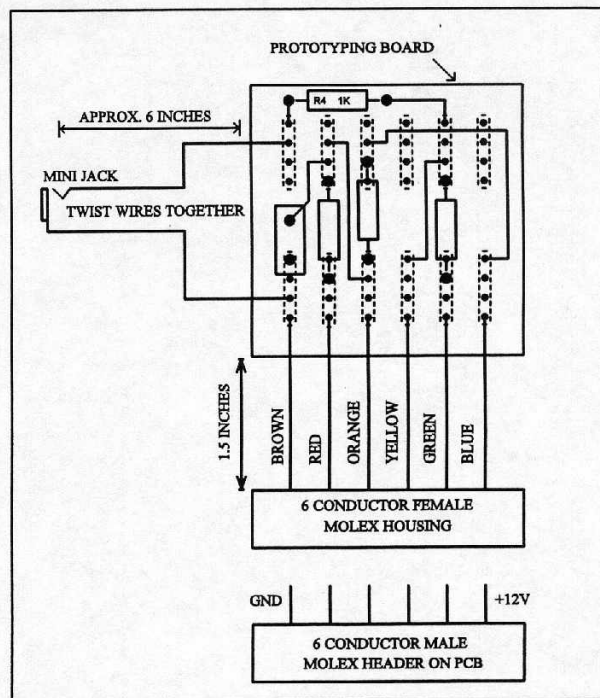 PROTOTYPING BOARD
R4 1K
APPROX. 6 INCHES
MINI JACK
TWIST WIRES TOGETHER
1.5 INCHES
BROWN
RED
ORANGE
YELLOW
GREEN
BLUE
6 CONDUCTOR FEMALE
MOLEX HOUSING
GND
+12V
6 CONDUCTOR MALE
MOLEX HEADER ON PCB